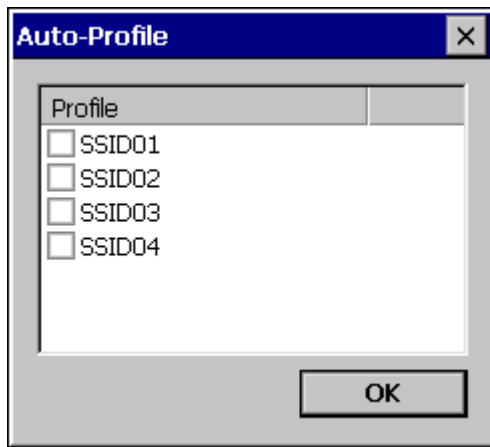 Auto-Profile
Profile
SSID01
SSID02
SSID03
SSID04
OK